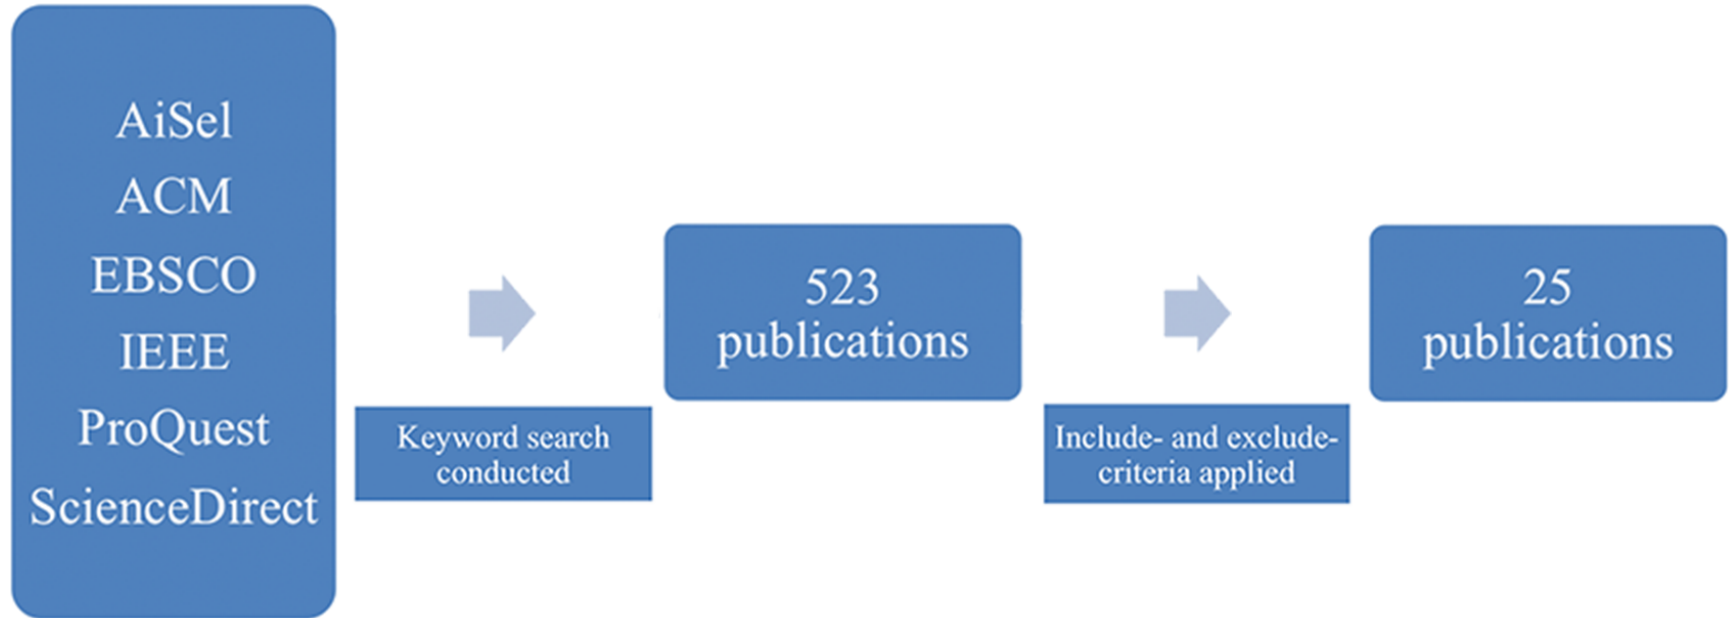 AiSel
ACM
EBSCO
IEEE
ProQuest
ScienceDirect
Keyword search
conducted
523
publications
Include- and exclude-
criteria applied
25
publications